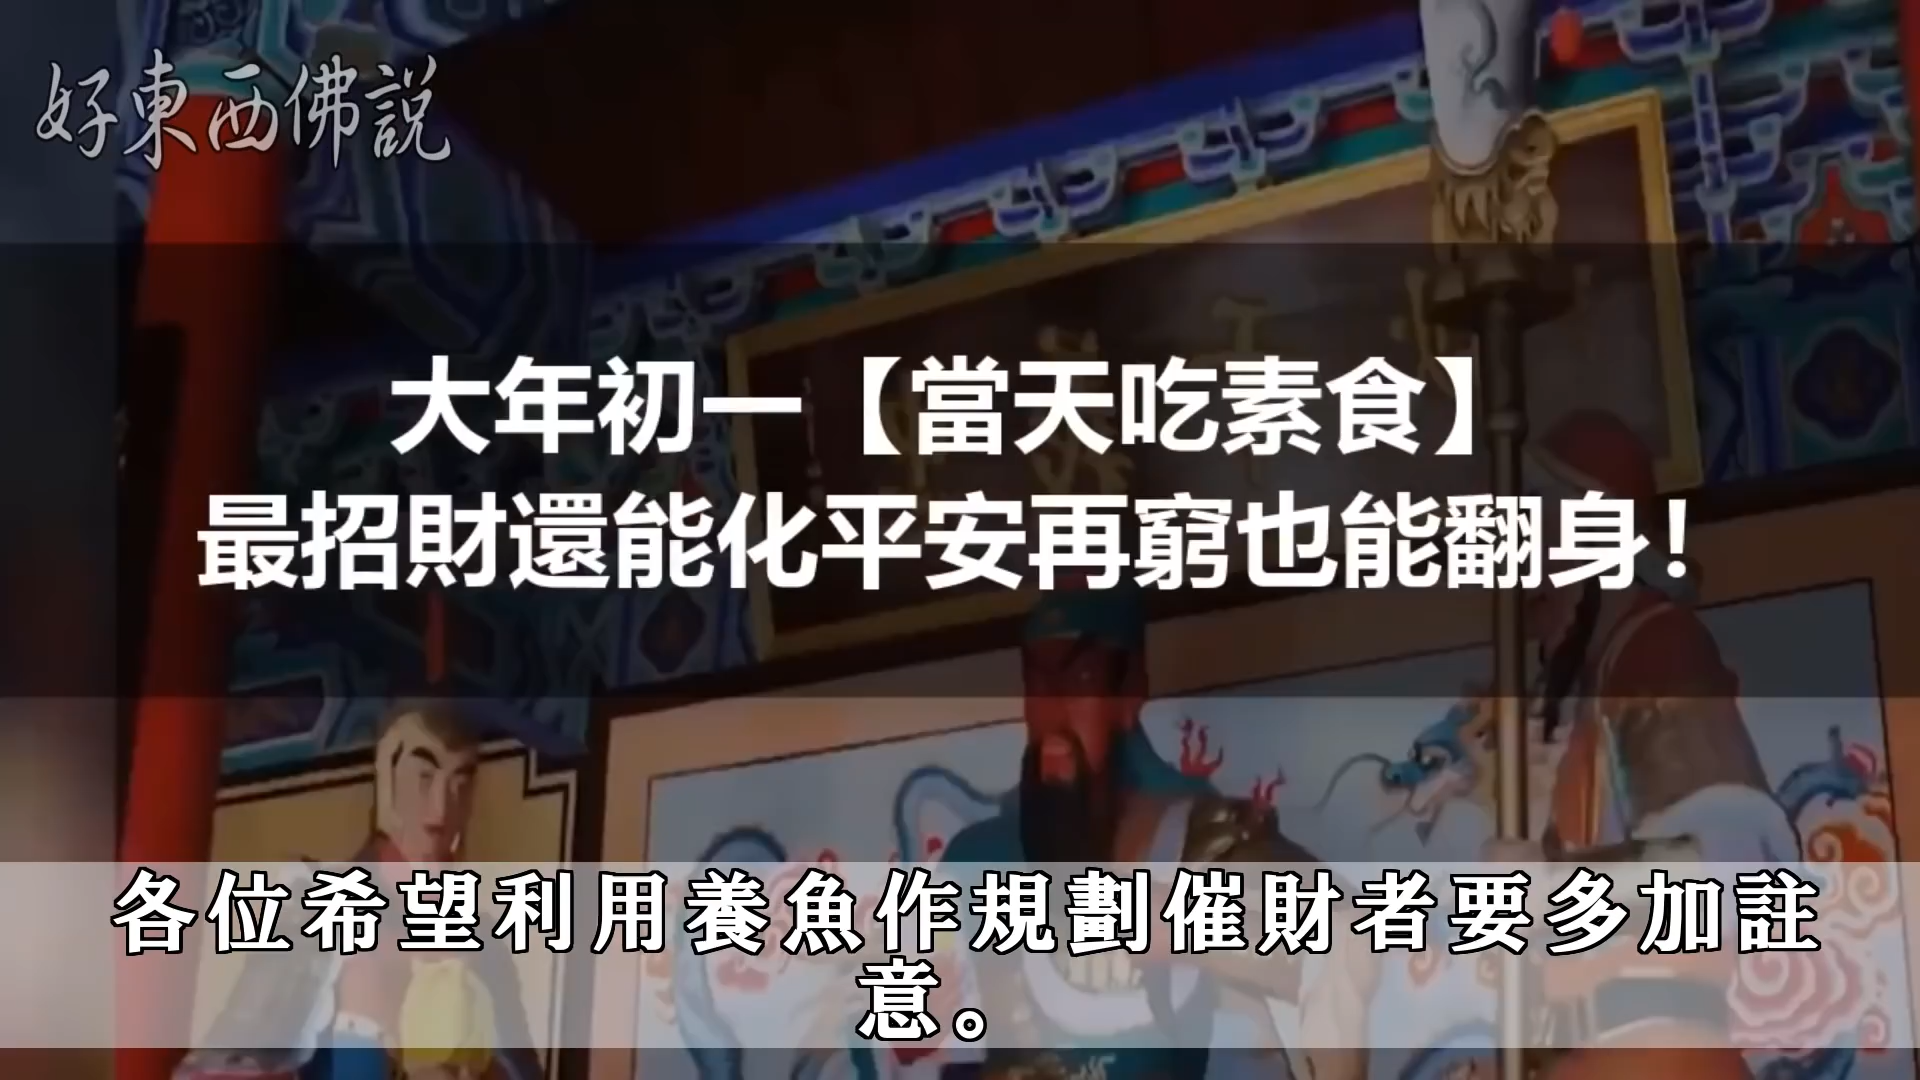 好東西佛説
大年初一【當天吃素食】
最招財還能化平安再窮也能翻身！
各位希望利用養魚作規劃催財者要多加註
意。